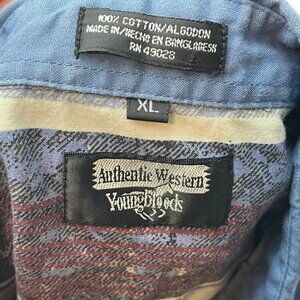 100% COTTON/ALGODON
MADE IN/HECHO EN BANGLADESH
RN 49028
XL
Authentic Western
Youngbloods